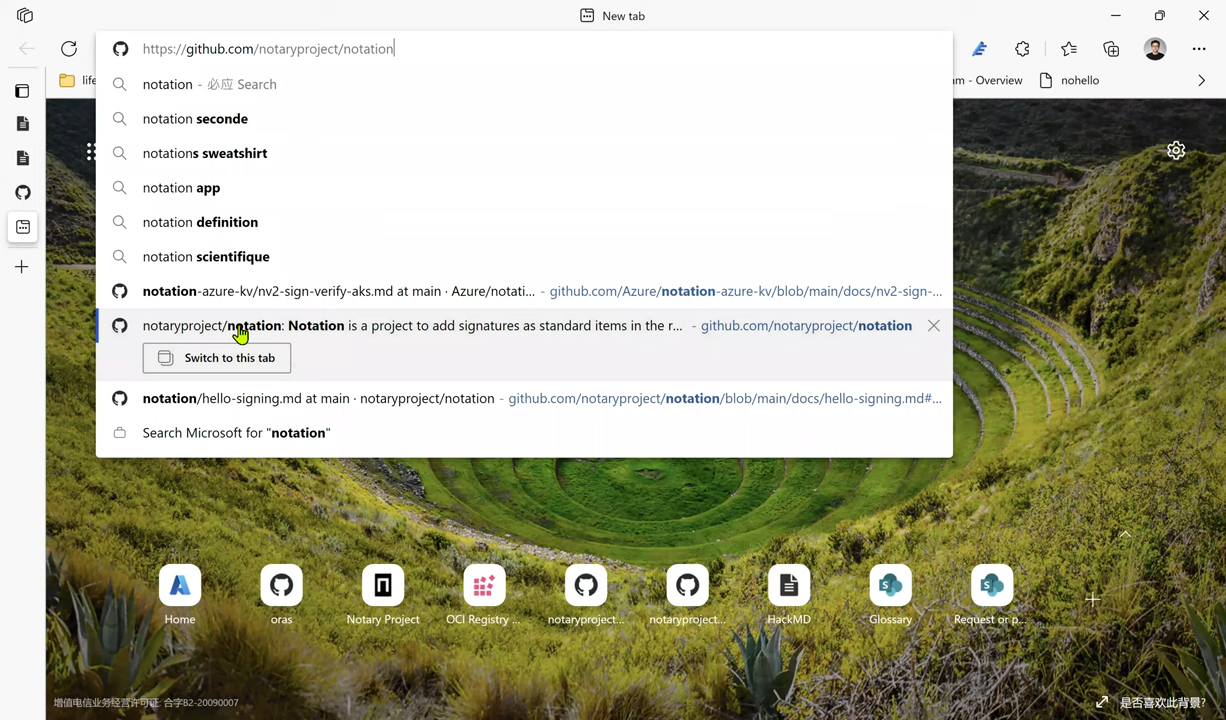 New tab
https://github.com/notaryproject/notation
life
am - Overview
nohello
notation - 必应 Search
notation seconde
notations sweatshirt
notation app
notation definition
notation scientifique
notation-azure-kv/nv2-sign-verify-aks.md at main · Azure/notati... - github.com/Azure/notation-azure-kv/blob/main/docs/nv2-sign-...
notaryproject/notation: Notation is a project to add signatures as standard items in the r... - github.com/notaryproject/notation
Switch to this tab
notation/hello-signing.md at main · notaryproject/notation - github.com/notaryproject/notation/blob/main/docs/hello-signing.md#...
Search Microsoft for "notation"
Home
oras
Notary Project
OCI Registry ...
notaryproject...
notaryproject...
HackMD
Glossary
Request or p...
增值电信业务经营许可证: 合字B2-20090007
是否喜欢此背景?